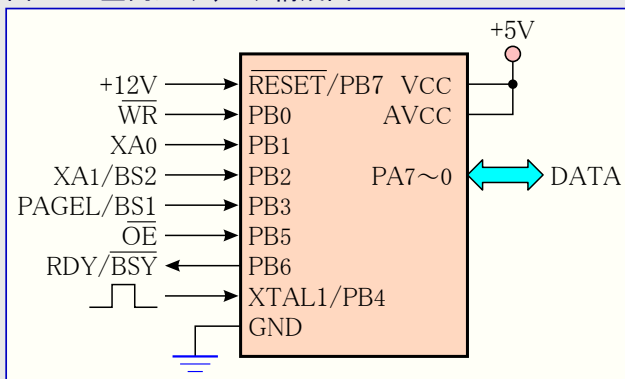 +5V
+12V RESET/PB7 VCC
WR PB0 AVCC
XA0 PB1
XA1/BS2 PB2 PA7〜0 DATA
PAGEL/BS1 PB3
OE PB5
RDY/BSY PB6
XTAL1/PB4
GND